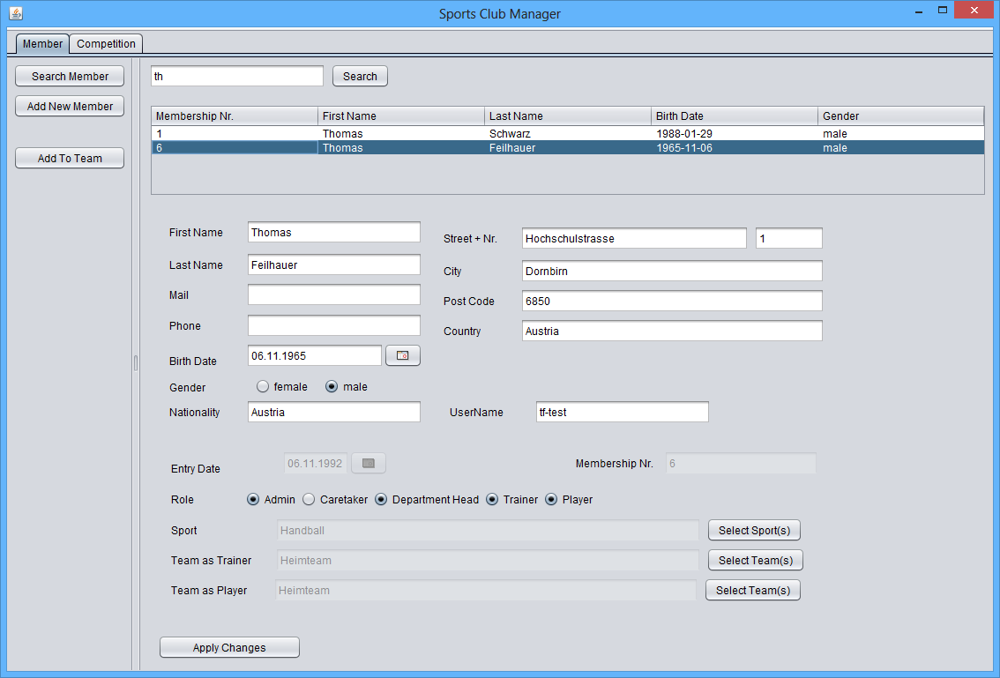 Sports Club Manager
Member Competition
Search Member
Add New Member
Add To Team
th Search
Membership Nr. First Name Last Name Birth Date Gender
1 Thomas Schwarz 1988-01-29 male
6 Thomas Feilhauer 1965-11-06 male
First Name Thomas
Last Name Feilhauer
Mail
Phone
Birth Date 06.11.1965
Gender female male
Nationality Austria
Street + Nr. Hochschulstrasse 1
City Dornbirn
Post Code 6850
Country Austria
UserName tf-test
Entry Date 06.11.1992 Membership Nr. 6
Role Admin Caretaker Department Head Trainer Player
Sport Handball Select Sport(s)
Team as Trainer Heimteam Select Team(s)
Team as Player Heimteam Select Team(s)
Apply Changes